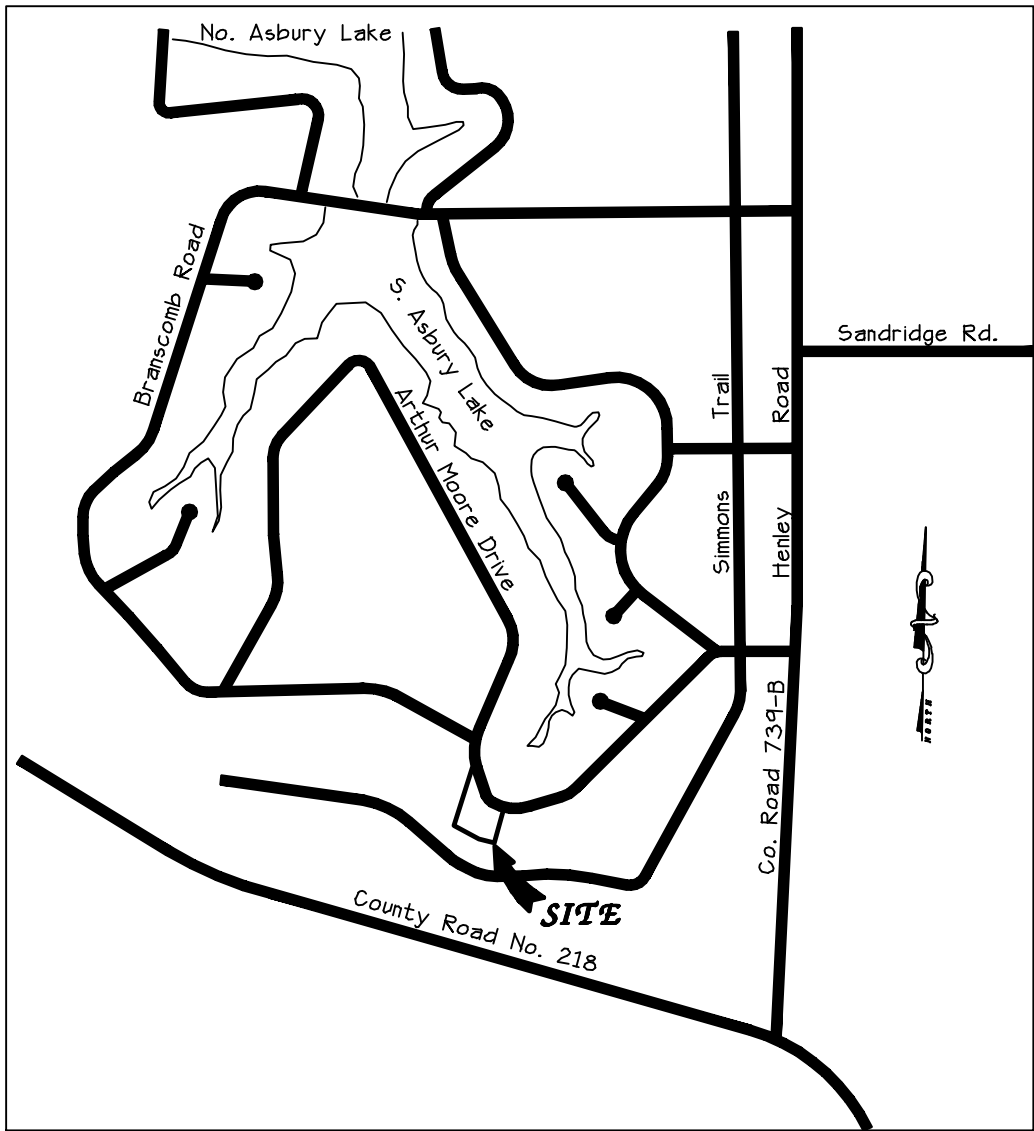 No. Asbury Lake
Branscomb Road
S. Asbury Lake
Sandridge Rd.
Arthur Moore Drive
Simmons Trail
Henley Road
Co. Road 739-B
NORTH
SITE
County Road No. 218